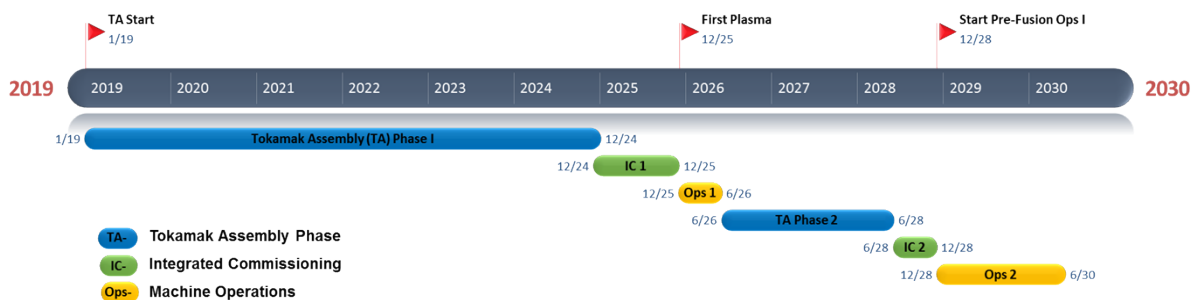 TA Start
1/19
First Plasma
12/25
Start Pre-Fusion Ops I
12/28
2019
2019 2020 2021 2022 2023 2024 2025 2026 2027 2028 2029 2030
2030
1/19 Tokamak Assembly (TA) Phase I 12/24
12/24 IC 1 12/25
12/25 Ops 1 6/26
6/26 TA Phase 2 6/28
TA- Tokamak Assembly Phase
6/28 IC 2 12/28
IC- Integrated Commissioning
12/28 Ops 2 6/30
Ops- Machine Operations